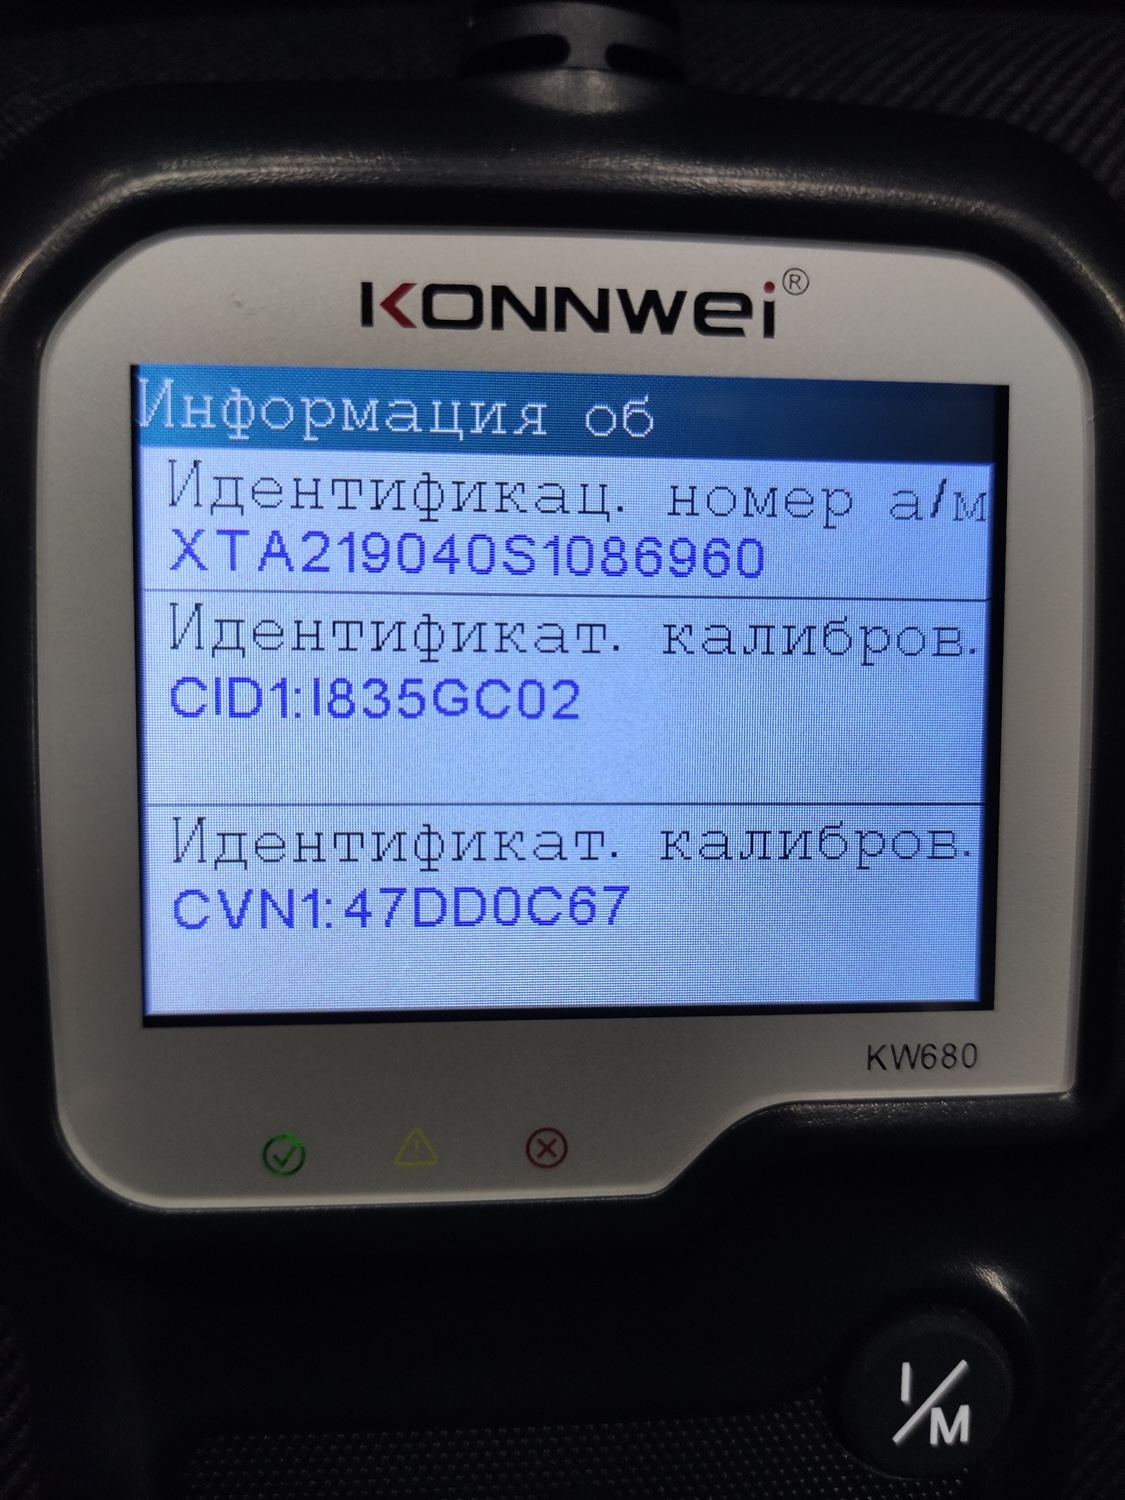 KONNWEI®
Информация об
Идентификац. номер а/м
XTA219040S1086960
Идентификат. калибров.
CID1:I835GC02
Идентификат. калибров.
CVN1:47DD0C67
KW680
I/M